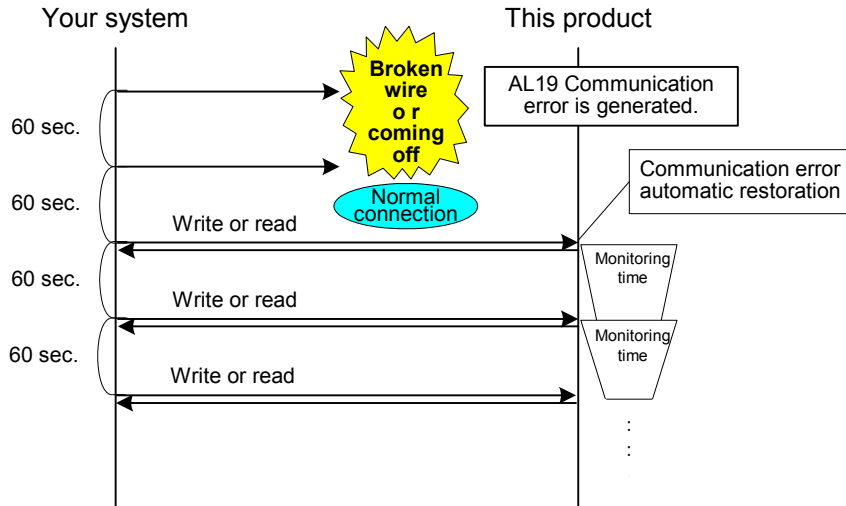 Your system
This product
Broken
wire
o r
coming
off
AL19 Communication
error is generated.
60 sec.
Communication error
automatic restoration
60 sec.
Normal
connection
Write or read
Monitoring
time
60 sec.
Write or read
Monitoring
time
60 sec.
Write or read
:
: